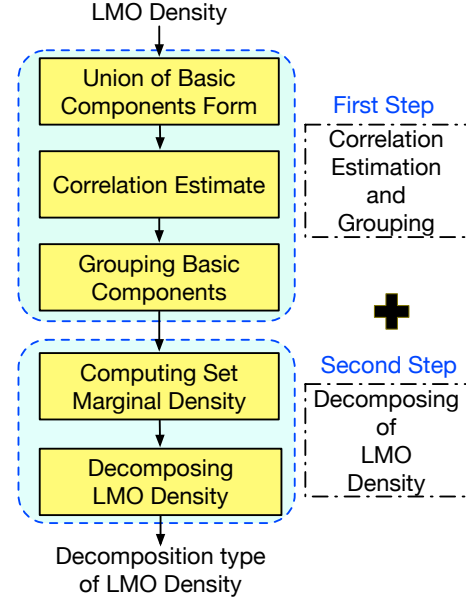 LMO Density
Union of Basic
Components Form
Correlation Estimate
Grouping Basic
Components
First Step
Correlation
Estimation
and
Grouping
Computing Set
Marginal Density
Decomposing
LMO Density
Second Step
Decomposing
of
LMO
Density
Decomposition type
of LMO Density